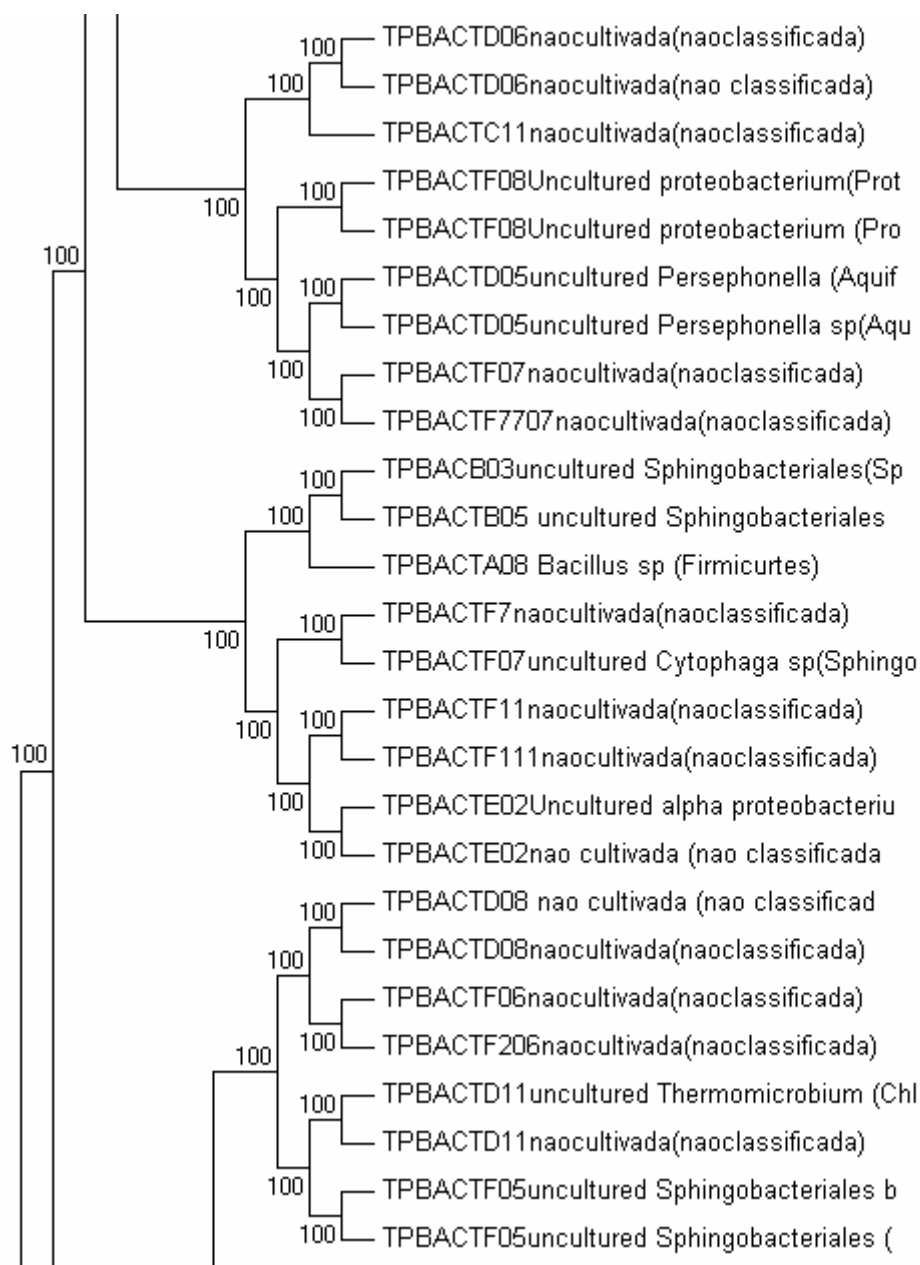 100 TPBACTD06naocultivada(naoclassificada)
100 TPBACTD06naocultivada(nao classificada)
TPBACTC11naocultivada(naoclassificada)
100 TPBACTF08Uncultured proteobacterium(Prot
100 TPBACTF08Uncultured proteobacterium (Pro
100
100 TPBACTD05uncultured Persephonella (Aquif
100 TPBACTD05uncultured Persephonella sp(Aqu
100 TPBACTF07naocultivada(naoclassificada)
100 TPBACTF7707naocultivada(naoclassificada)
100 TPBACB03uncultured Sphingobacteriales(Sp
100 TPBACTB05 uncultured Sphingobacteriales
TPBACTA08 Bacillus sp (Firmicurtes)
100 TPBACTF7naocultivada(naoclassificada)
100 TPBACTF07uncultured Cytophaga sp(Sphingo
100 TPBACTF11naocultivada(naoclassificada)
100 100 TPBACTF111naocultivada(naoclassificada)
100 TPBACTE02Uncultured alpha proteobacteriu
100 TPBACTE02nao cultivada (nao classificada
100 TPBACTD08 nao cultivada (nao classificad
100 TPBACTD08naocultivada(naoclassificada)
TPBACTF06naocultivada(naoclassificada)
100 100 TPBACTF206naocultivada(naoclassificada)
100 TPBACTD11uncultured Thermomicrobium (Chl
TPBACTD11naocultivada(naoclassificada)
100 TPBACTF05uncultured Sphingobacteriales b
100 TPBACTF05uncultured Sphingobacteriales (